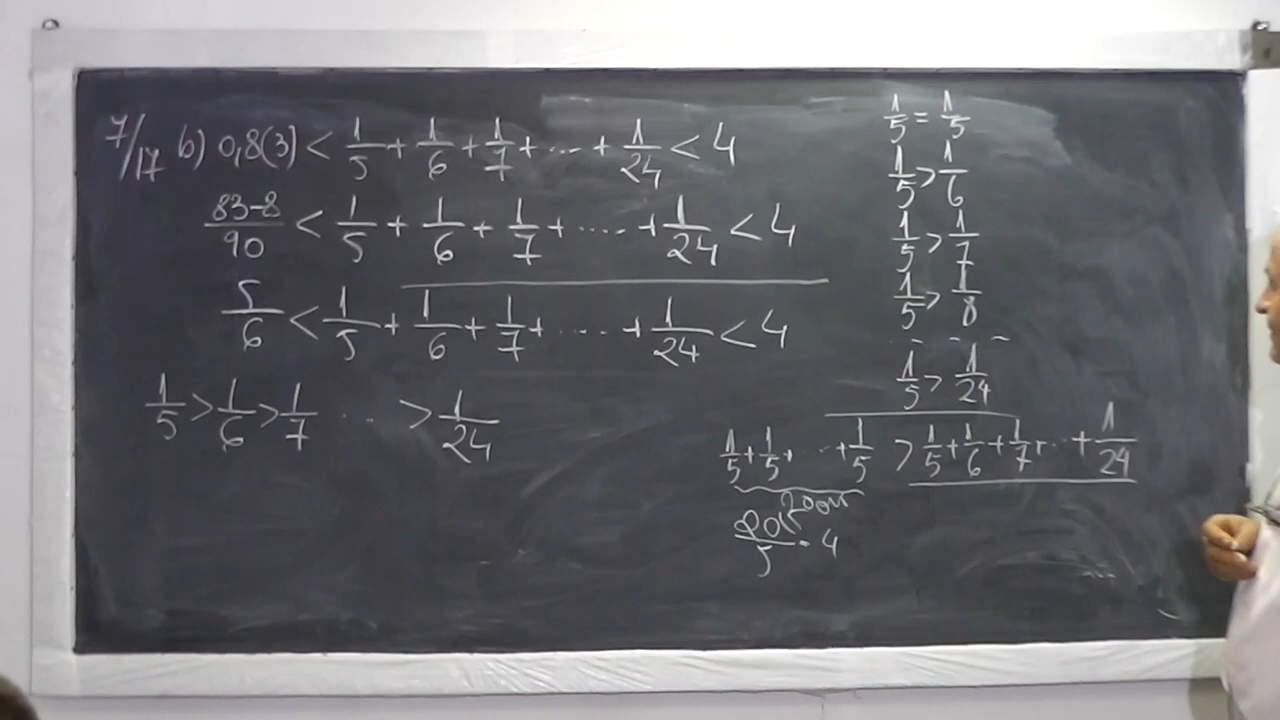 7/17 b) 0,8(3) < 1/5 + 1/6 + 1/7 + ... + 1/24 < 4
83-8/90 < 1/5 + 1/6 + 1/7 + .... + 1/24 < 4
5/6 < 1/5 + 1/6 + 1/7 + .... + 1/24 < 4
1/5 > 1/6 > 1/7 ... > 1/24
1/5 = 1/5
1/5 > 1/6
1/5 > 1/7
1/5 > 1/8
- - - -
1/5 > 1/24
1/5 + 1/5 + ... + 1/5 > 1/5 + 1/6 + 1/7 + ... + 1/24
20 ori
20/5 = 4